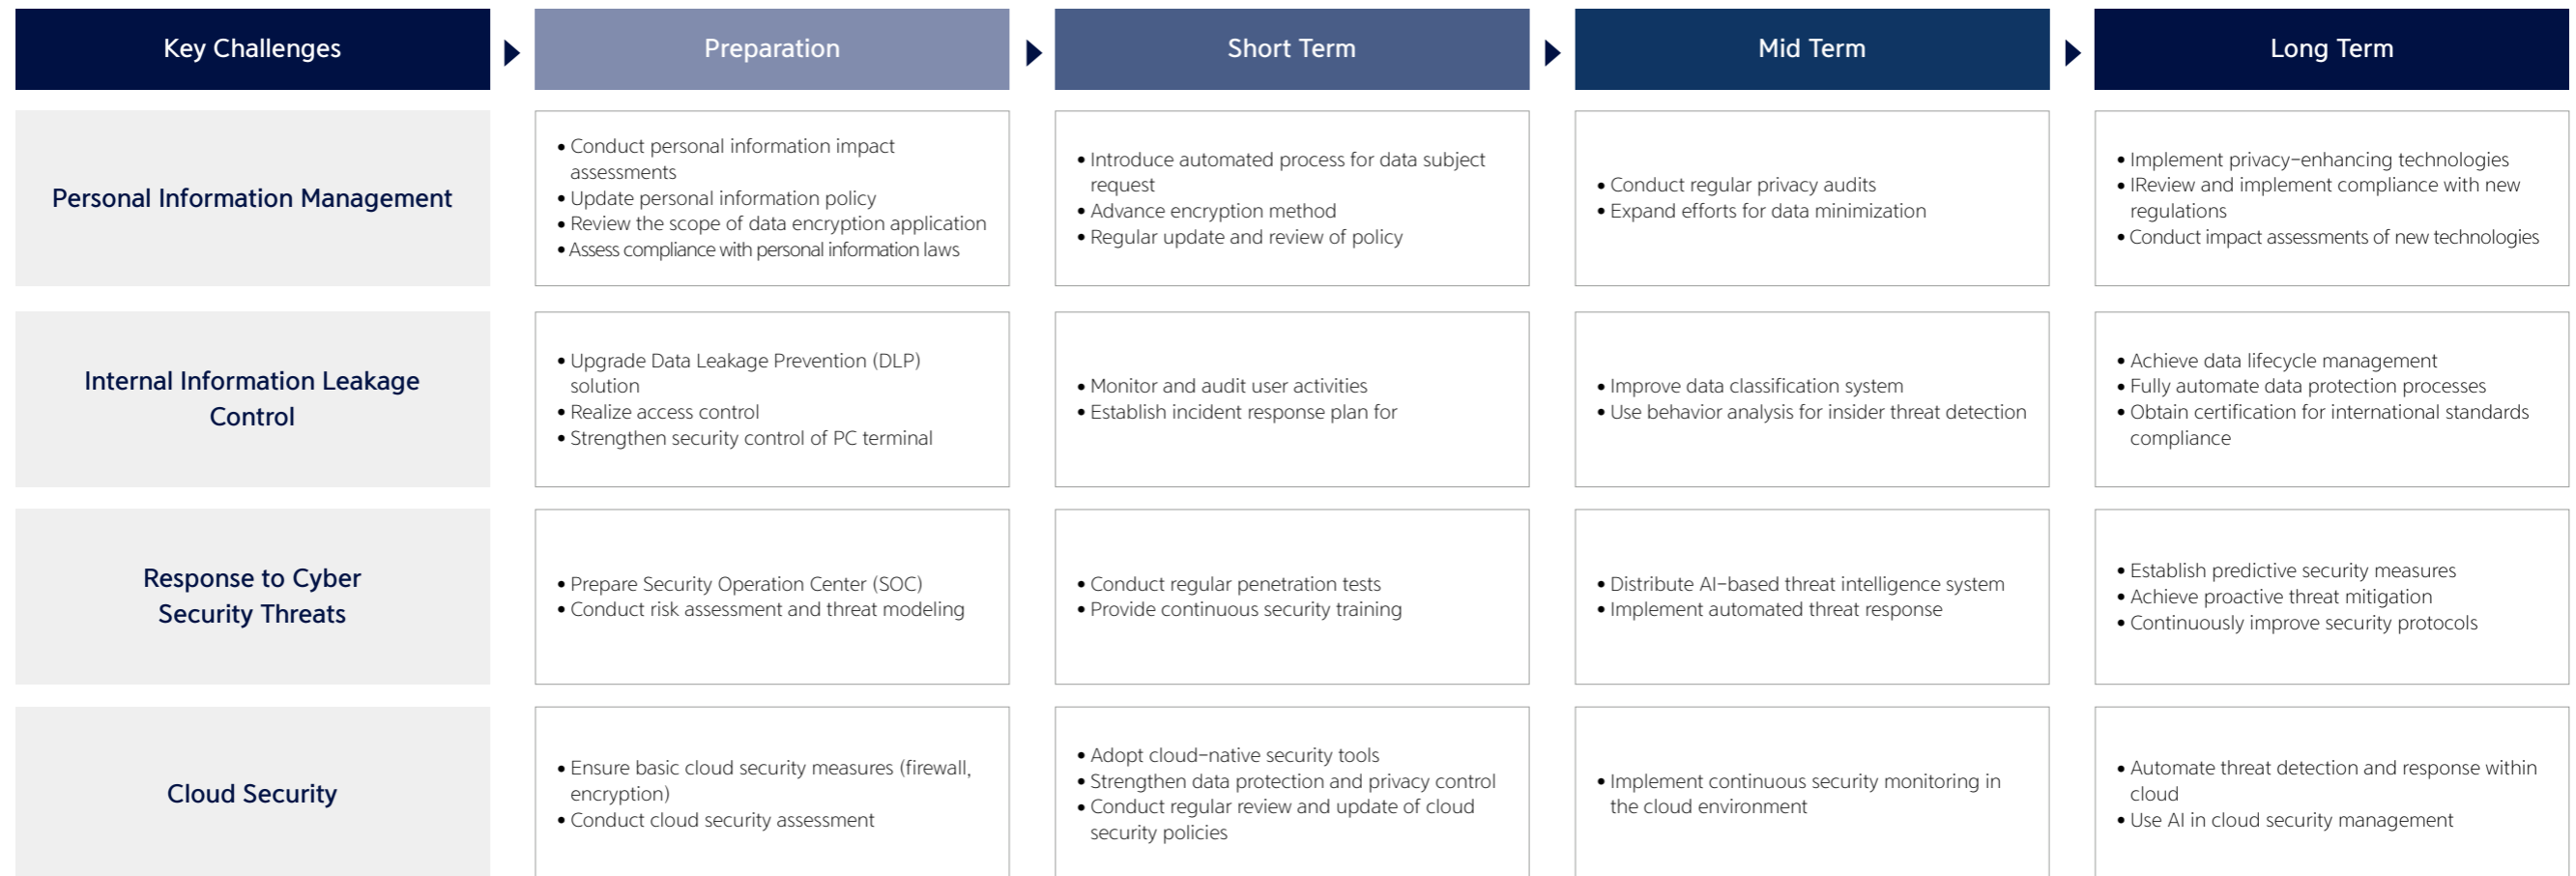 Key Challenges
Preparation
Short Term
Mid Term
Long Term
Personal Information Management
• Conduct personal information impact
assessments
• Update personal information policy
• Review the scope of data encryption application
• Assess compliance with personal information laws
• Introduce automated process for data subject
request
• Advance encryption method
• Regular update and review of policy
• Conduct regular privacy audits
• Expand efforts for data minimization
• Implement privacy-enhancing technologies
• IReview and implement compliance with new
regulations
• Conduct impact assessments of new technologies
Internal Information Leakage
Control
• Upgrade Data Leakage Prevention (DLP)
solution
• Realize access control
• Strengthen security control of PC terminal
• Monitor and audit user activities
• Establish incident response plan for
• Improve data classification system
• Use behavior analysis for insider threat detection
• Achieve data lifecycle management
• Fully automate data protection processes
• Obtain certification for international standards
compliance
Response to Cyber
Security Threats
• Prepare Security Operation Center (SOC)
• Conduct risk assessment and threat modeling
• Conduct regular penetration tests
• Provide continuous security training
• Distribute AI-based threat intelligence system
• Implement automated threat response
• Establish predictive security measures
• Achieve proactive threat mitigation
• Continuously improve security protocols
Cloud Security
• Ensure basic cloud security measures (firewall,
encryption)
• Conduct cloud security assessment
• Adopt cloud-native security tools
• Strengthen data protection and privacy control
• Conduct regular review and update of cloud
security policies
• Implement continuous security monitoring in
the cloud environment
• Automate threat detection and response within
cloud
• Use AI in cloud security management